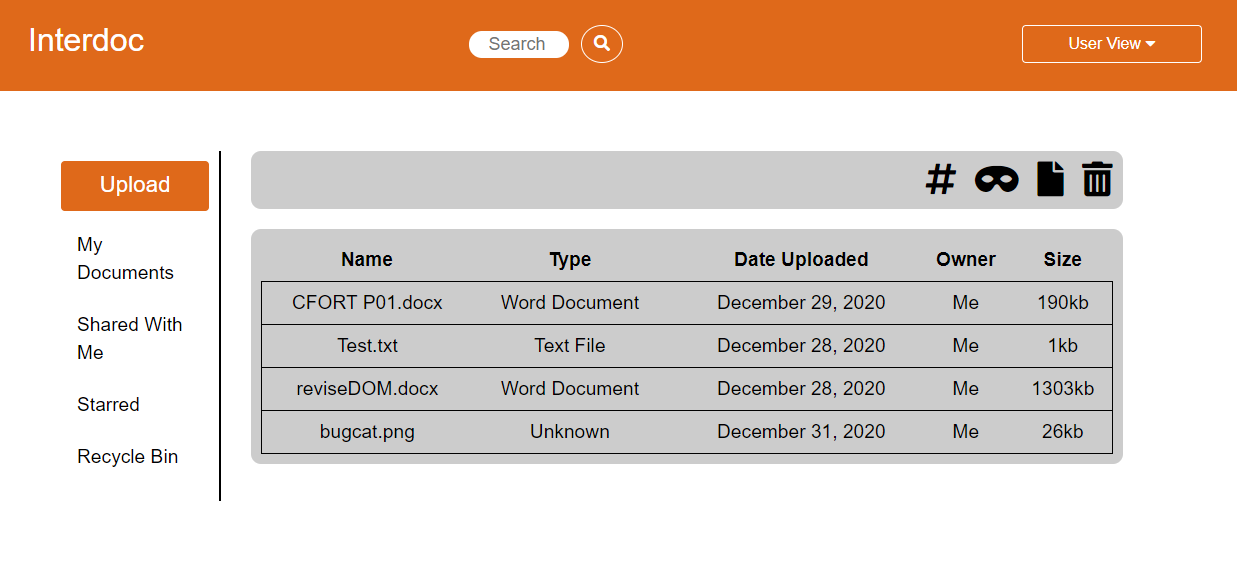 Interdoc
Search
User View
Upload
My
Documents
Shared With
Me
Starred
Recycle Bin
#
Name Type Date Uploaded Owner Size
CFORT P01.docx Word Document December 29, 2020 Me 190kb
Test.txt Text File December 28, 2020 Me 1kb
reviseDOM.docx Word Document December 28, 2020 Me 1303kb
bugcat.png Unknown December 31, 2020 Me 26kb